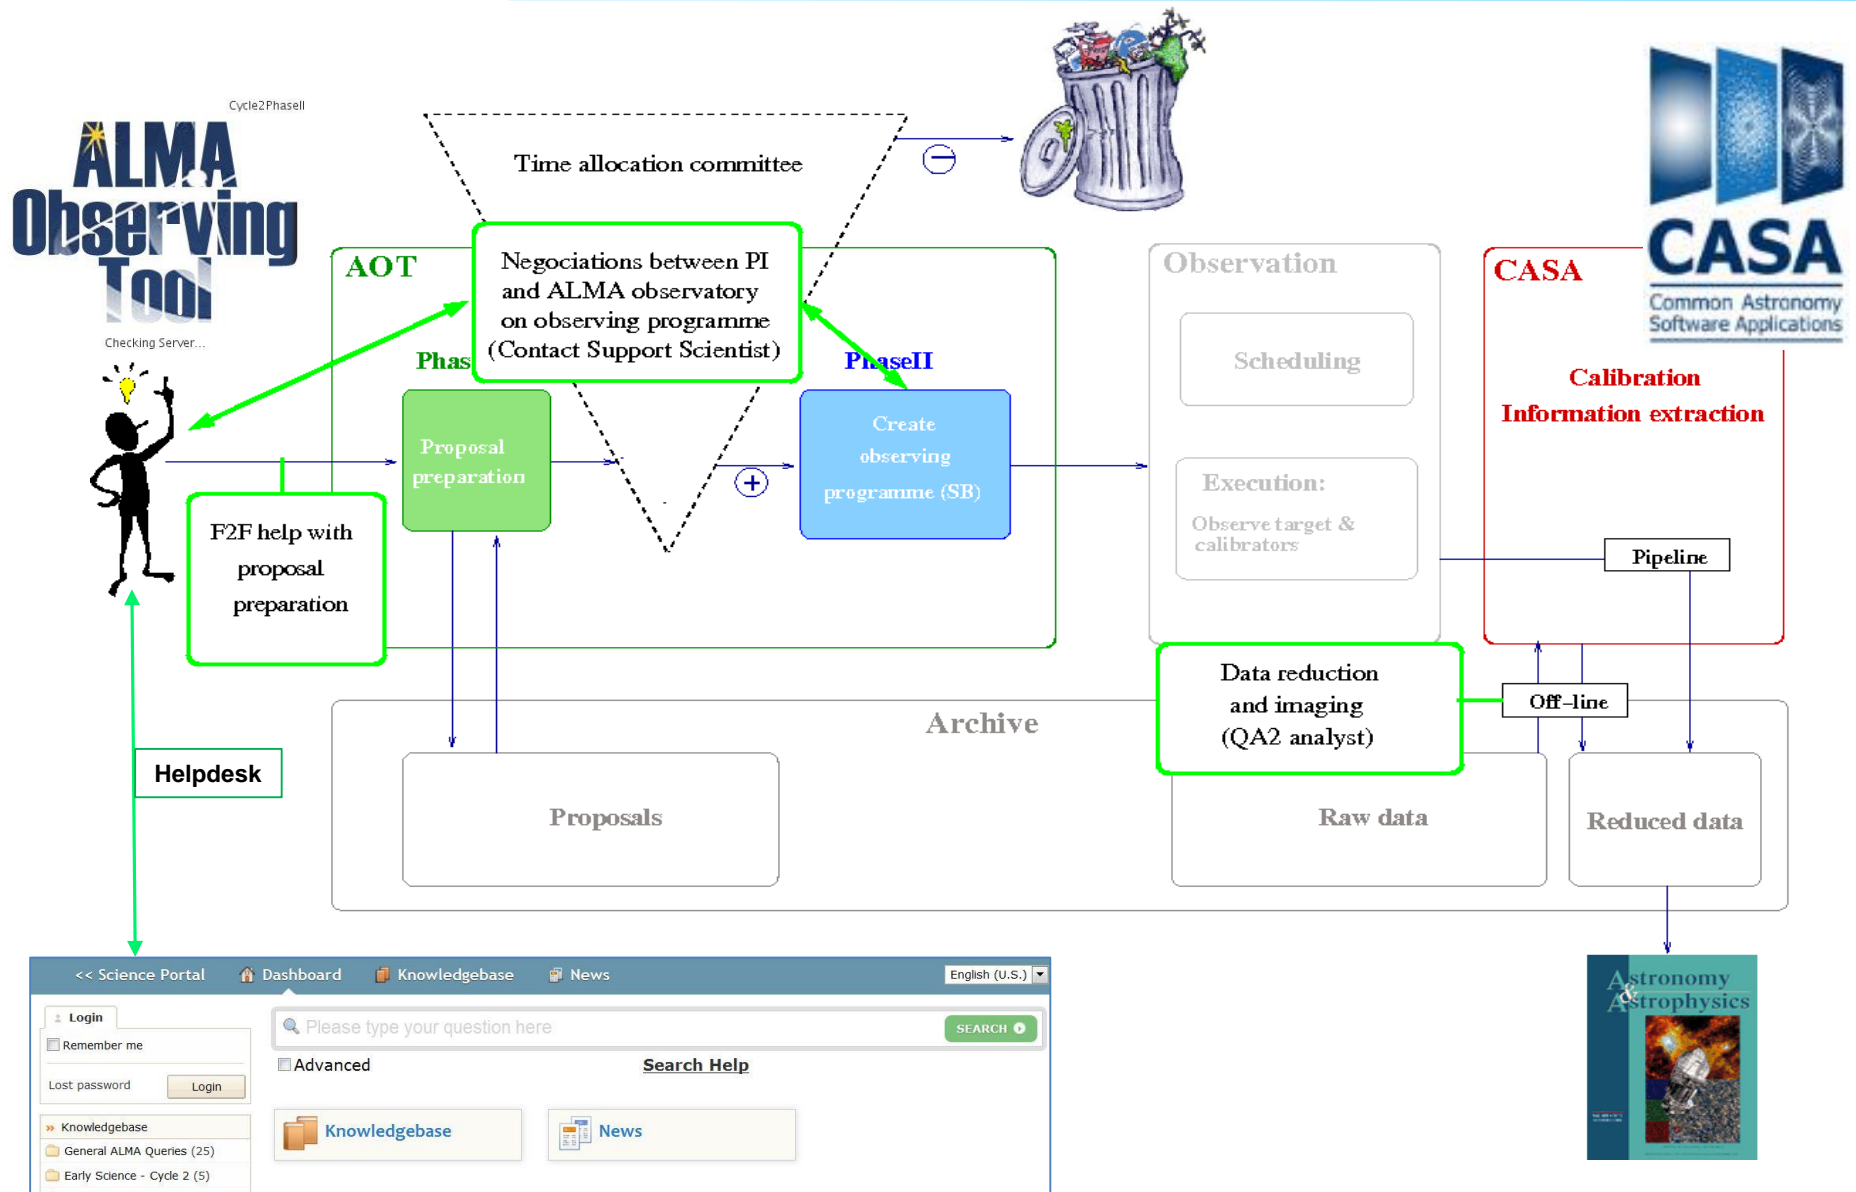 Cycle2PhaseII
ALMA
Observing
Tool
Checking Server...
Time allocation committee
AOT
Negociations between PI
and ALMA observatory
on observing programme
(Contact Support Scientist)
Phas
PhaseII
Proposal
preparation
Create
observing
programme (SB)
F2F help with
proposal
preparation
Observation
Scheduling
Execution:
Observe target &
calibrators
CASA
Common Astronomy
Software Applications
CASA
Calibration
Information extraction
Pipeline
Off-line
Data reduction
and imaging
(QA2 analyst)
Archive
Proposals
Raw data
Reduced data
Helpdesk
<< Science Portal
Dashboard
Knowledgebase
News
English (U.S.)
Login
Remember me
Lost password
Login
Please type your question here
SEARCH
Advanced
Search Help
Knowledgebase
News
» Knowledgebase
General ALMA Queries (25)
Early Science - Cycle 2 (5)
Astronomy
&
Astrophysics